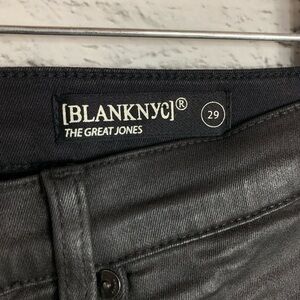 [BLANKNYC]® 29
THE GREAT JONES